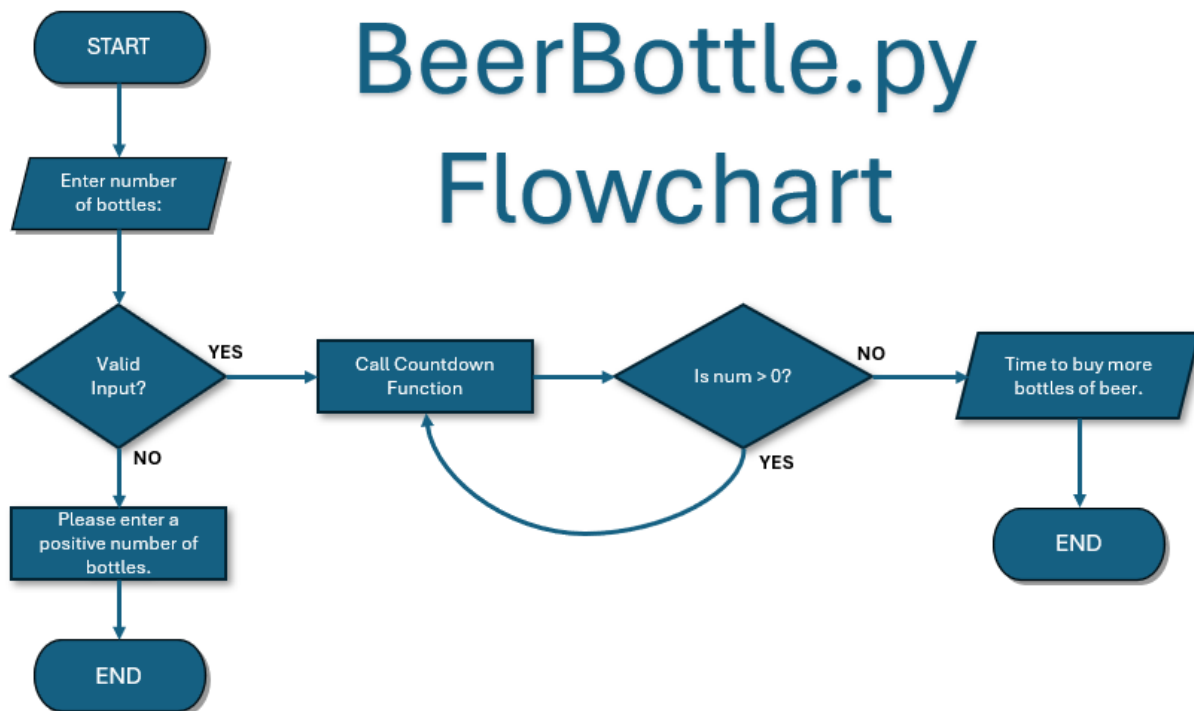 BeerBottle.py
Flowchart
START
Enter number
of bottles:
Valid
Input?
YES
NO
Please enter a
positive number of
bottles.
END
Call Countdown
Function
Is num > 0?
YES
NO
Time to buy more
bottles of beer.
END